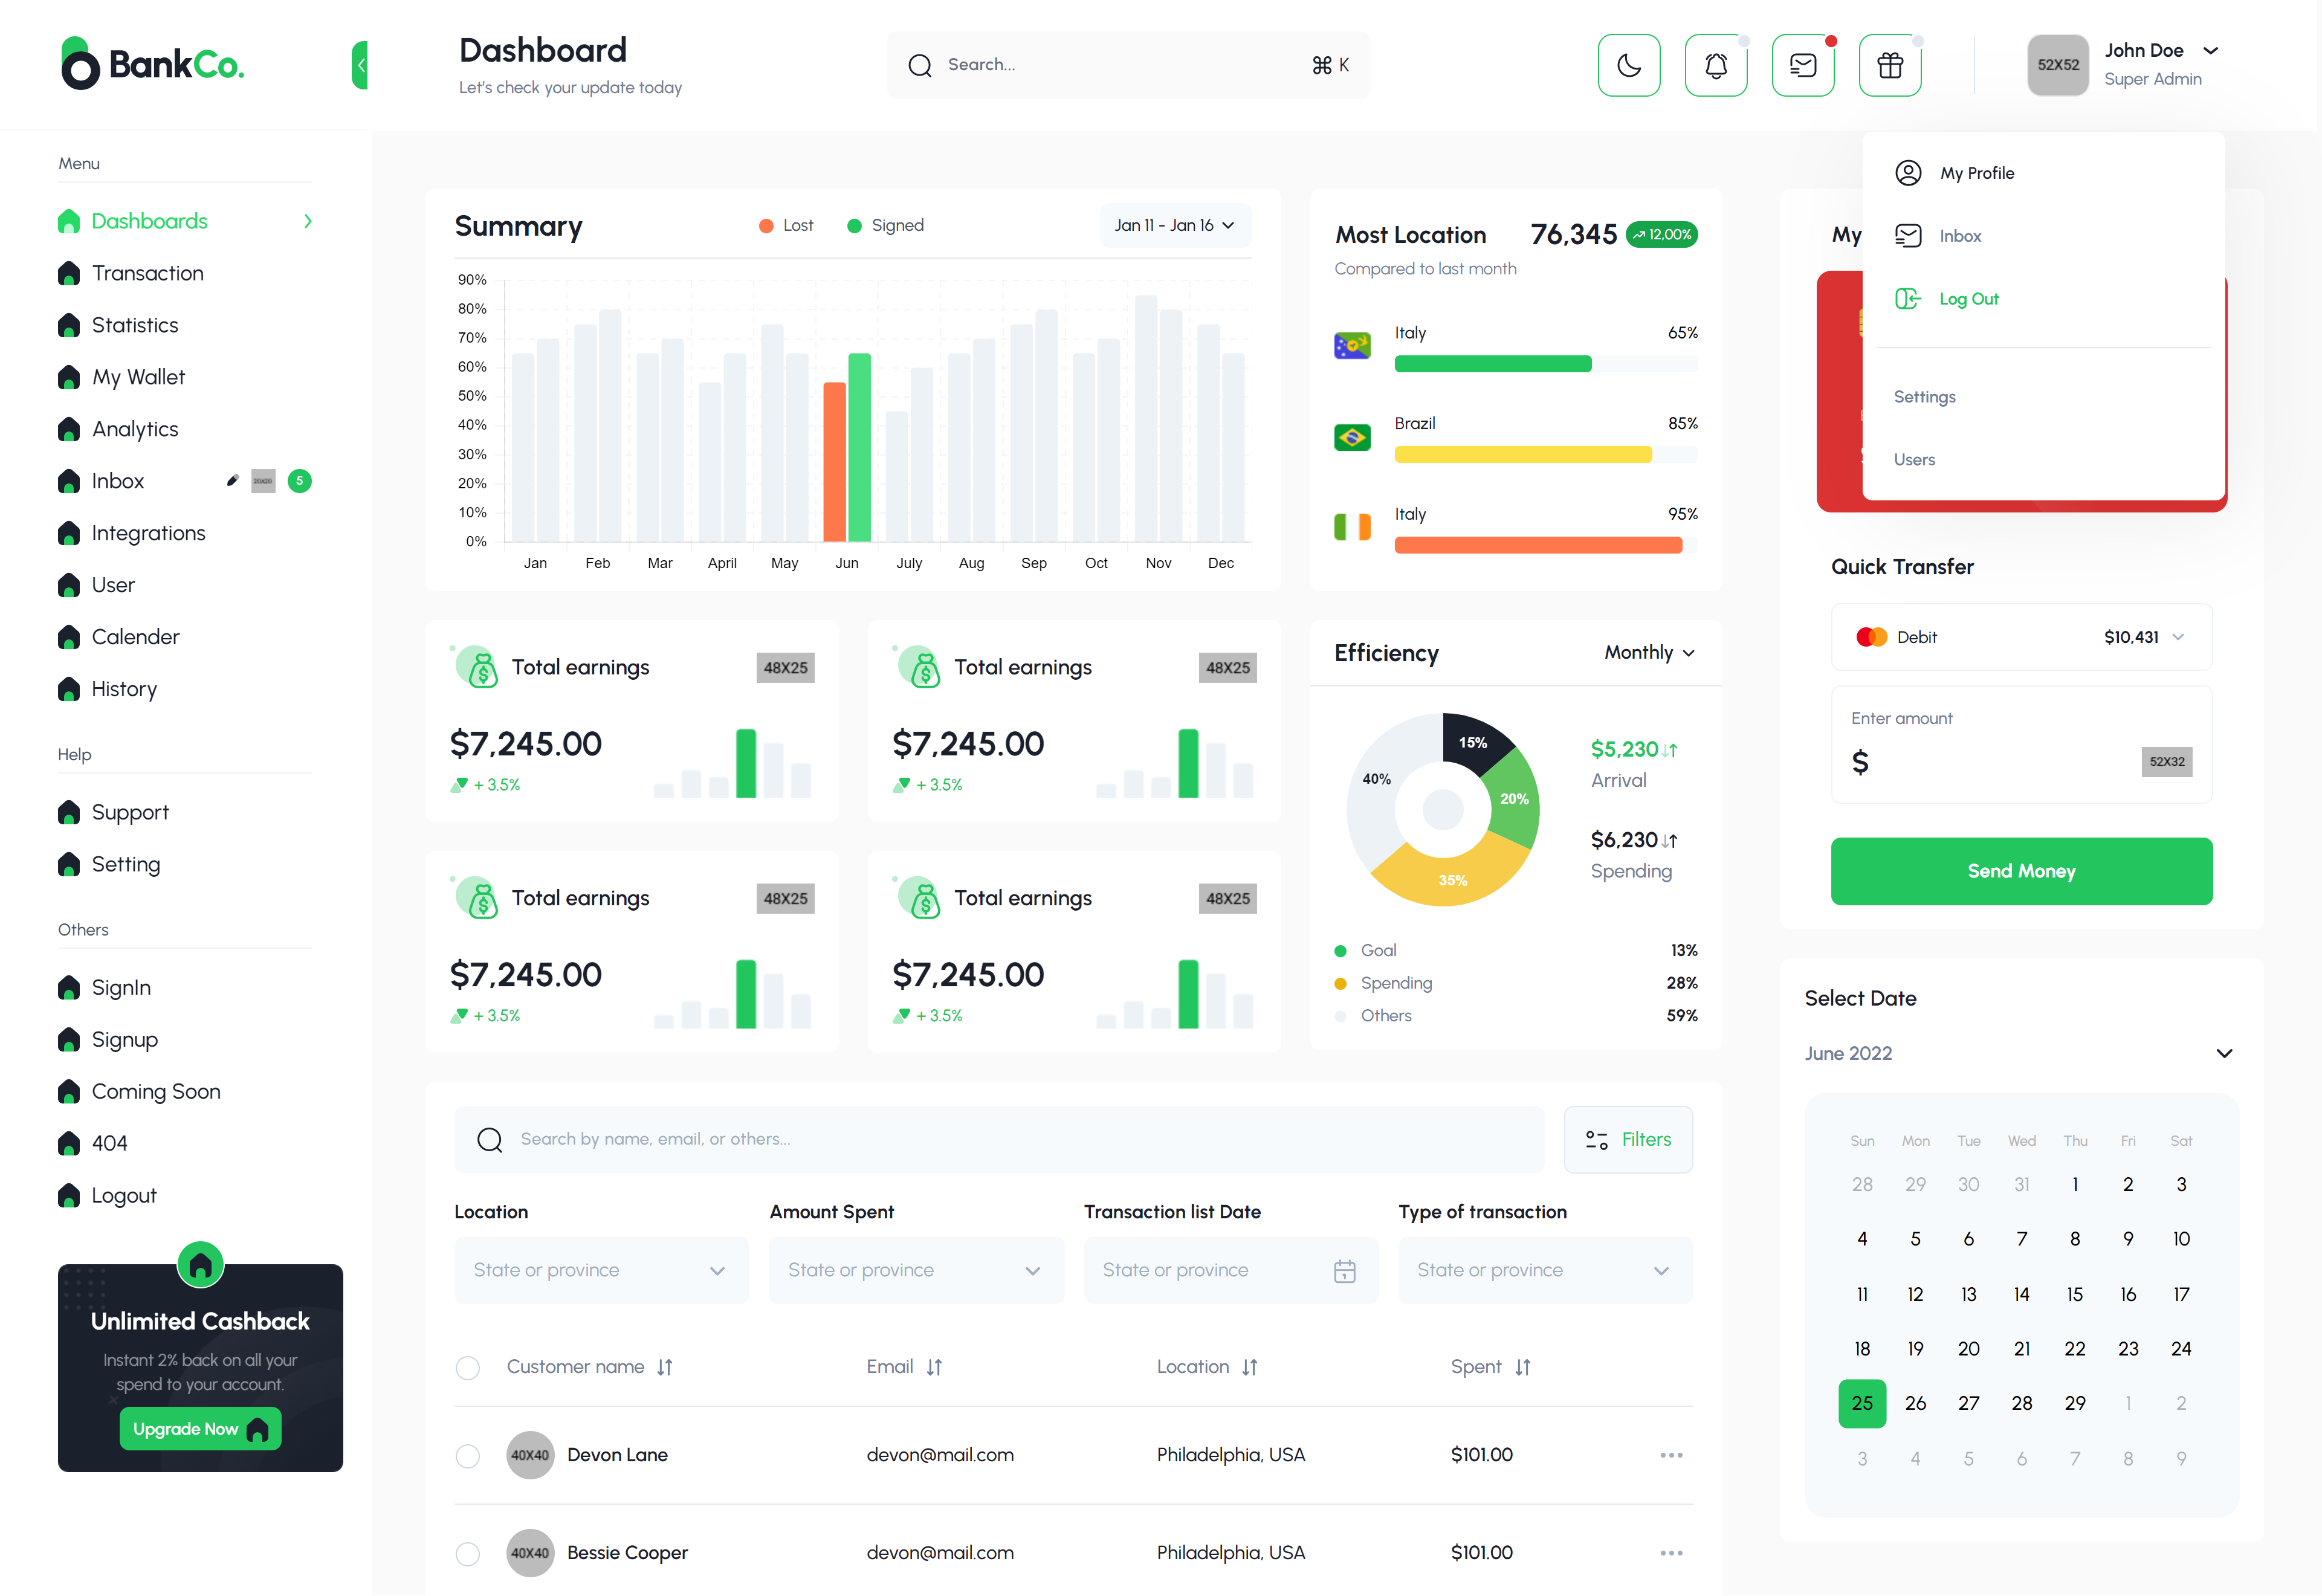 BankCo.
Dashboard
Let's check your update today
Search...
⌘ K
52X52
John Doe
Super Admin
My Profile
Inbox
Log Out
Settings
Users
Menu
Dashboards
Transaction
Statistics
My Wallet
Analytics
Inbox
20X20
5
Integrations
User
Calender
History
Help
Support
Setting
Others
SignIn
Signup
Coming Soon
404
Logout
Unlimited Cashback
Instant 2% back on all your
spend to your account.
Upgrade Now
Summary
Lost
Signed
Jan 11 - Jan 16
90%
80%
70%
60%
50%
40%
30%
20%
10%
0%
Jan Feb Mar April May Jun July Aug Sep Oct Nov Dec
Most Location
76,345
12,00%
Compared to last month
Italy 65%
Brazil 85%
Italy 95%
Total earnings
48X25
$7,245.00
+ 3.5%
Total earnings
48X25
$7,245.00
+ 3.5%
Total earnings
48X25
$7,245.00
+ 3.5%
Total earnings
48X25
$7,245.00
+ 3.5%
Efficiency
Monthly
15%
20%
35%
40%
$5,230
Arrival
$6,230
Spending
Goal 13%
Spending 28%
Others 59%
Search by name, email, or others...
Filters
Location
State or province
Amount Spent
State or province
Transaction list Date
State or province
1
Type of transaction
State or province
Customer name Email Location Spent
40X40 Devon Lane devon@mail.com Philadelphia, USA $101.00
40X40 Bessie Cooper devon@mail.com Philadelphia, USA $101.00
My
Quick Transfer
Debit
$10,431
Enter amount
$
52X32
Send Money
Select Date
June 2022
Sun Mon Tue Wed Thu Fri Sat
28 29 30 31 1 2 3
4 5 6 7 8 9 10
11 12 13 14 15 16 17
18 19 20 21 22 23 24
25 26 27 28 29 1 2
3 4 5 6 7 8 9